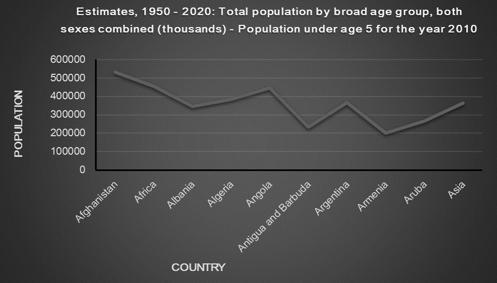 Estimates, 1950 - 2020: Total population by broad age group, both
sexes combined (thousands) - Population under age 5 for the year 2010
600000
500000
400000
300000
200000
100000
0
POPULATION
Afghanistan
Africa
Albania
Algeria
Angola
Antigua and Barbuda
Argentina
Armenia
Aruba
Asia
COUNTRY